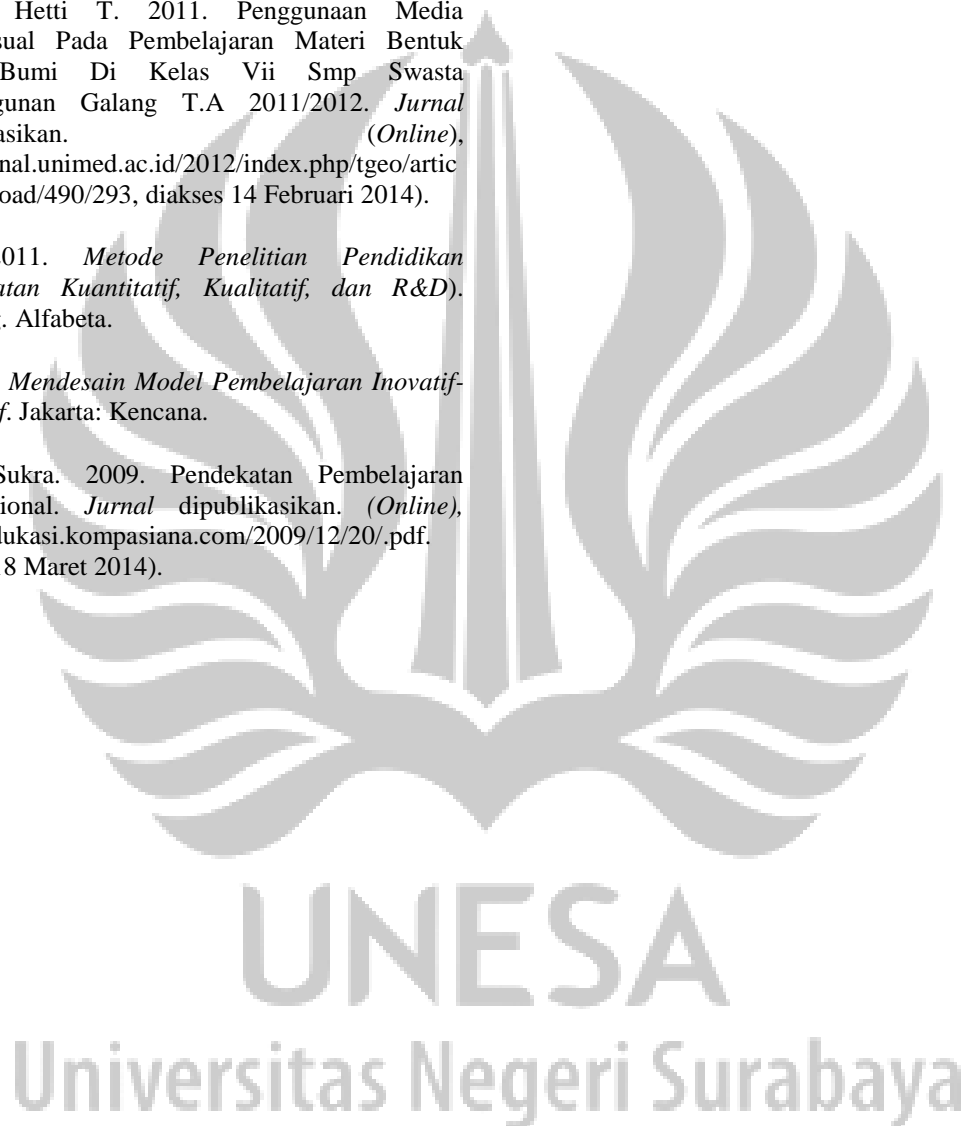 Hetti T. 2011. Penggunaan Media
sual Pada Pembelajaran Materi Bentuk
Bumi Di Kelas Vii Smp Swasta
gunan Galang T.A 2011/2012. Jurnal
asikan. (Online),
nal.unimed.ac.id/2012/index.php/tgeo/artic
oad/490/293, diakses 14 Februari 2014).
2011. Metode Penelitian Pendidikan
atan Kuantitatif, Kualitatif, dan R&D).
. Alfabeta.
Mendesain Model Pembelajaran Inovatif-
f. Jakarta: Kencana.
Sukra. 2009. Pendekatan Pembelajaran
ional. Jurnal dipublikasikan. (Online),
dukasi.kompasiana.com/2009/12/20/.pdf.
8 Maret 2014).
UNESA
Universitas Negeri Surabaya